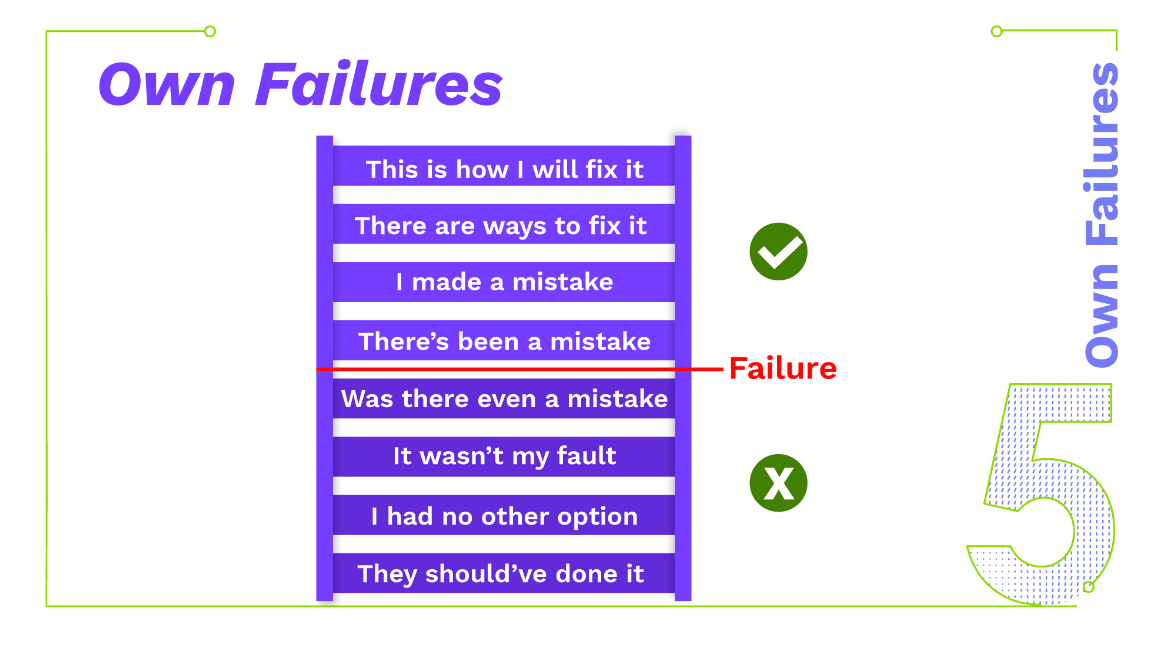 Own Failures
This is how I will fix it
There are ways to fix it
I made a mistake
There’s been a mistake
Failure
Was there even a mistake
It wasn’t my fault
X
I had no other option
They should’ve done it
Own Failures
5